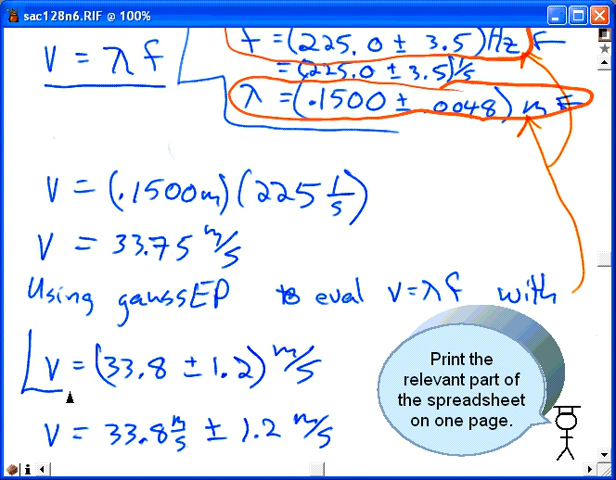 sac128n6.RIF @ 100%
V = λ f
f = (225.0 ± 3.5) Hz F
= (225.0 ± 3.5) 1/s
λ = (.1500 ± .0048) m F
V = (.1500m)(225 1/s)
V = 33.75 m/s
Using gaussEP to eval v=λf with
V = (33.8 ± 1.2) m/s
V = 33.8 m/s ± 1.2 m/s
Print the
relevant part of
the spreadsheet
on one page.